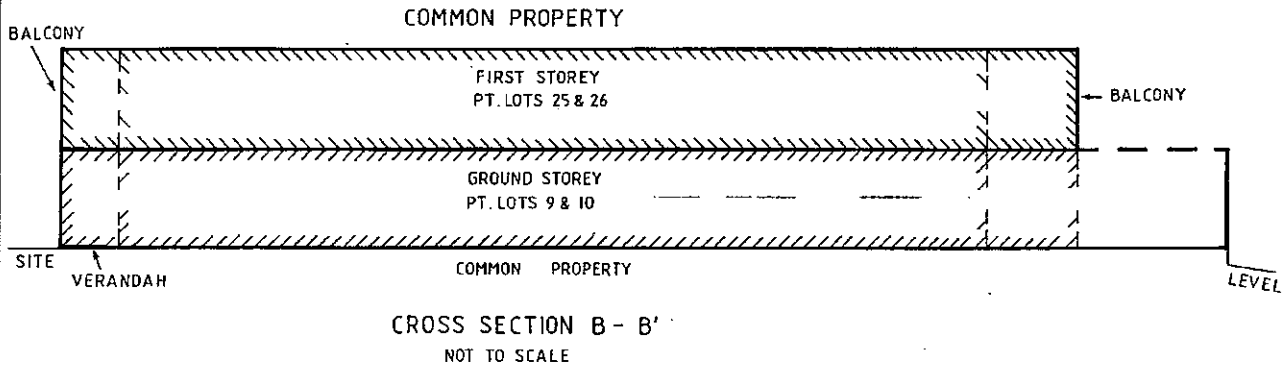 COMMON PROPERTY
BALCONY
FIRST STOREY
PT. LOTS 25 & 26
BALCONY
GROUND STOREY
PT. LOTS 9 & 10
SITE
VERANDAH
COMMON PROPERTY
LEVEL
CROSS SECTION B - B'
NOT TO SCALE